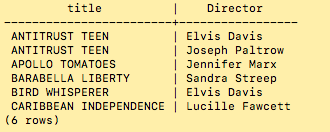 title | Director
-----------------------+------------------
ANTITRUST TEEN | Elvis Davis
ANTITRUST TEEN | Joseph Paltrow
APOLLO TOMATOES | Jennifer Marx
BARABELLA LIBERTY | Sandra Streep
BIRD WHISPERER | Elvis Davis
CARIBBEAN INDEPENDENCE | Lucille Fawcett
(6 rows)